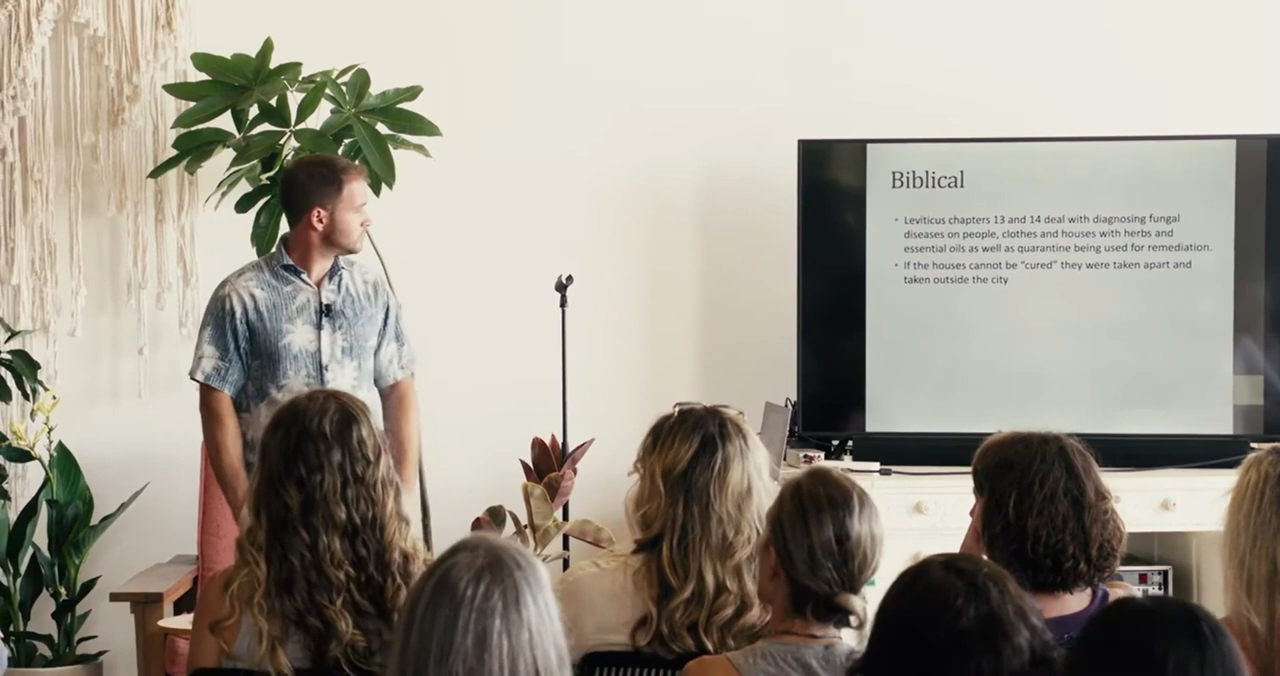 Biblical
• Leviticus chapters 13 and 14 deal with diagnosing fungal
diseases on people, clothes and houses with herbs and
essential oils as well as quarantine being used for remediation.
• If the houses cannot be “cured” they were taken apart and
taken outside the city